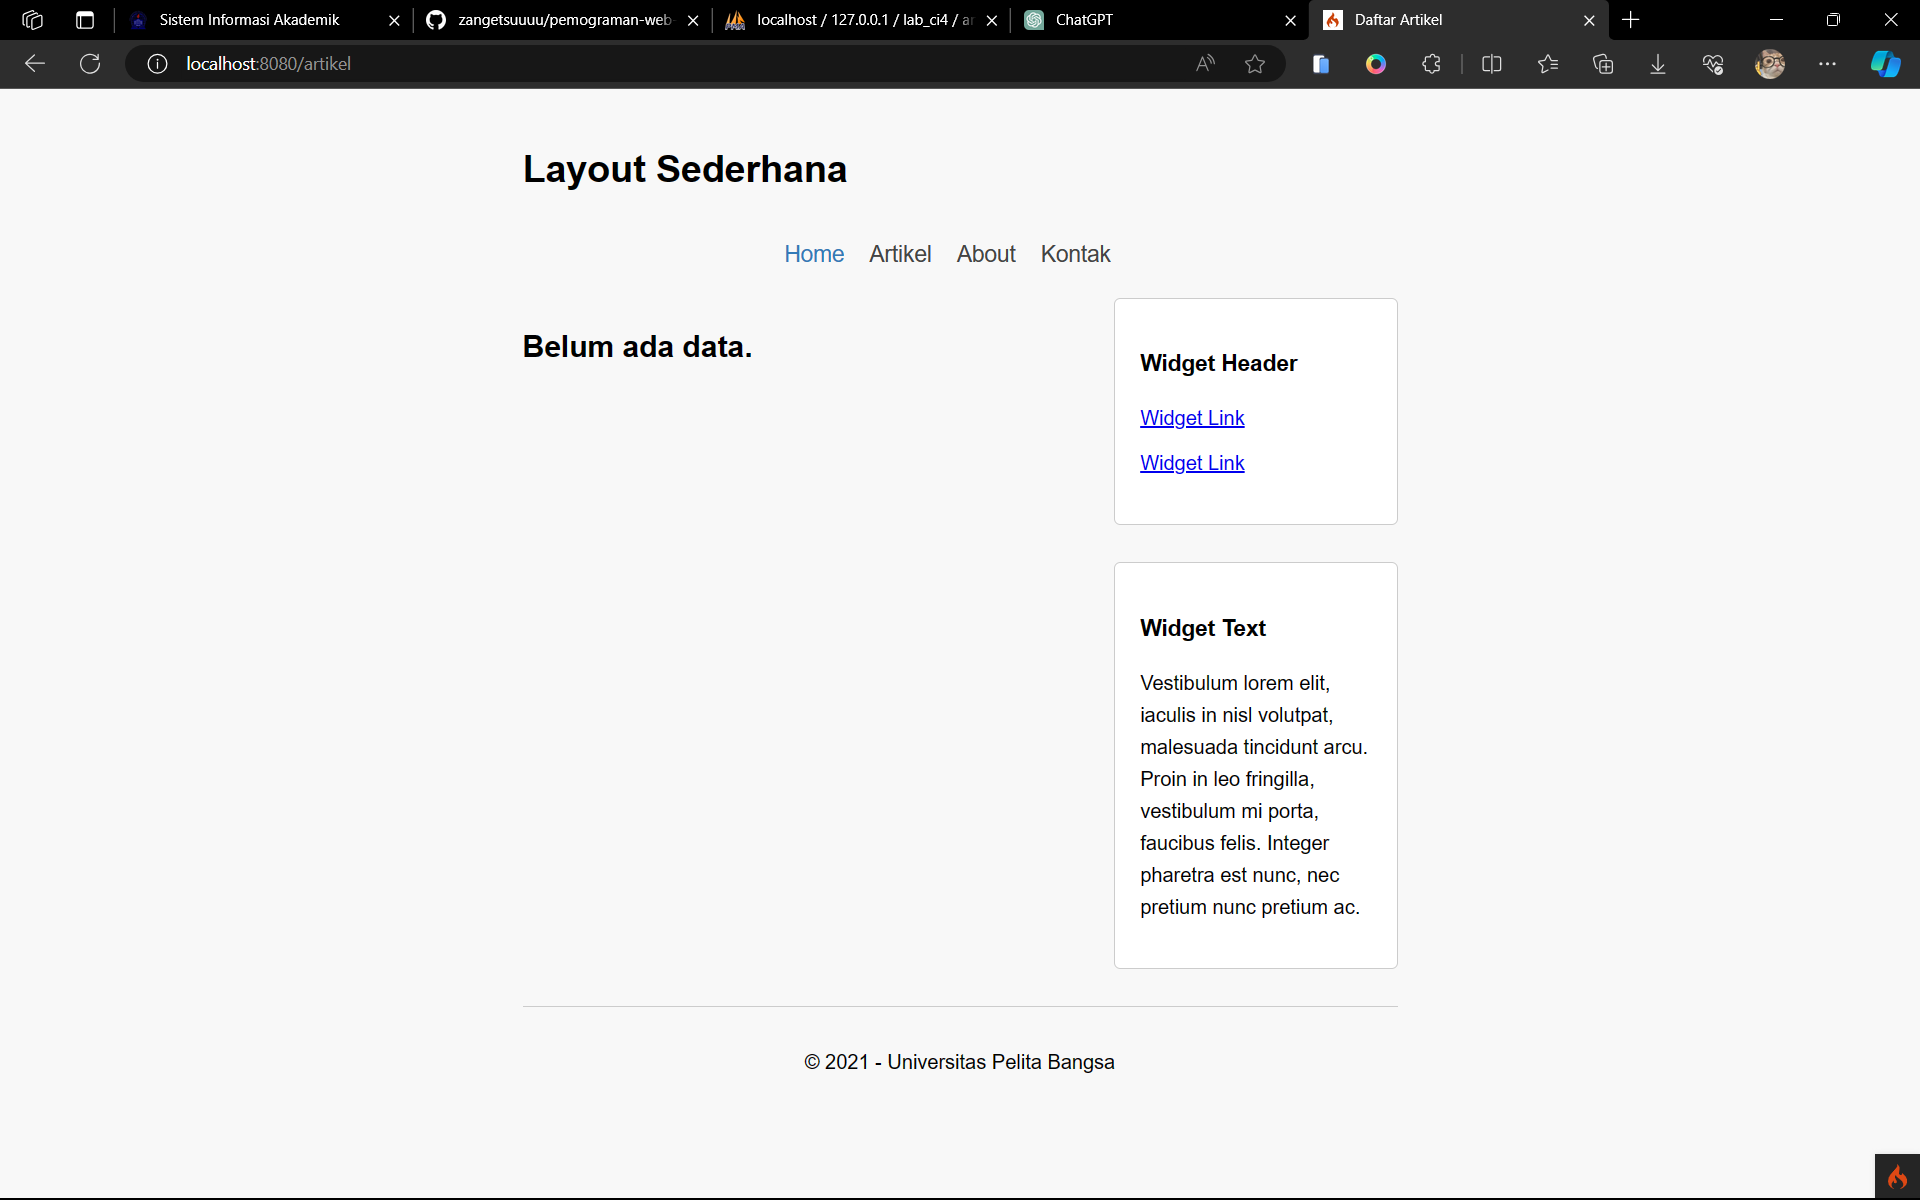 Sistem Informasi Akademik
zangetsuuuu/pemograman-web-
localhost / 127.0.0.1 / lab_ci4 / ar
ChatGPT
Daftar Artikel
localhost:8080/artikel
Layout Sederhana
Home Artikel About Kontak
Belum ada data.
Widget Header
Widget Link
Widget Link
Widget Text
Vestibulum lorem elit,
iaculis in nisl volutpat,
malesuada tincidunt arcu.
Proin in leo fringilla,
vestibulum mi porta,
faucibus felis. Integer
pharetra est nunc, nec
pretium nunc pretium ac.
© 2021 - Universitas Pelita Bangsa